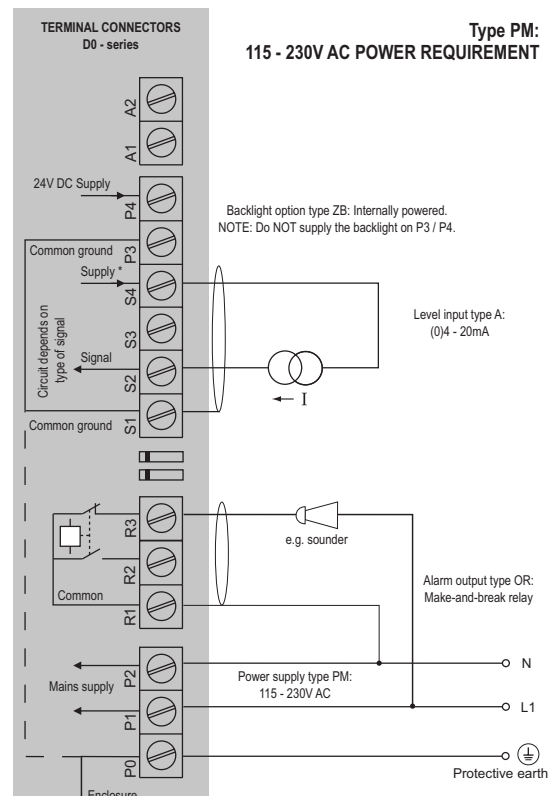 TERMINAL CONNECTORS
D0 - series
Type PM:
115 - 230V AC POWER REQUIREMENT
A2
A1
24V DC Supply
P4
Backlight option type ZB: Internally powered.
NOTE: Do NOT supply the backlight on P3 / P4.
Common ground
P3
Supply *
S4
Level input type A:
(0)4 - 20mA
Circuit depends on
type of signal
S3
Signal
S2
I
Common ground
S1
R3
e.g. sounder
R2
Alarm output type OR:
Make-and-break relay
Common
R1
N
P2
Mains supply
Power supply type PM:
115 - 230V AC
L1
P1
P0
Protective earth
Enclosure